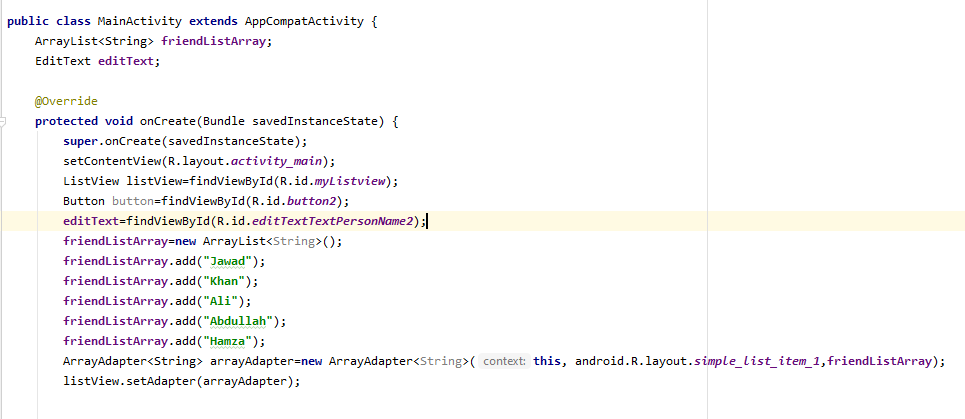 public class MainActivity extends AppCompatActivity {
    ArrayList<String> friendListArray;
    EditText editText;
    @Override
    protected void onCreate(Bundle savedInstanceState) {
        super.onCreate(savedInstanceState);
        setContentView(R.layout.activity_main);
        ListView listView=findViewById(R.id.myListview);
        Button button=findViewById(R.id.button2);
        editText=findViewById(R.id.editTextTextPersonName2);
        friendListArray=new ArrayList<String>();
        friendListArray.add("Jawad");
        friendListArray.add("Khan");
        friendListArray.add("Ali");
        friendListArray.add("Abdullah");
        friendListArray.add("Hamza");
        ArrayAdapter<String> arrayAdapter=new ArrayAdapter<String>( context: this, android.R.layout.simple_list_item_1,friendListArray);
        listView.setAdapter(arrayAdapter);